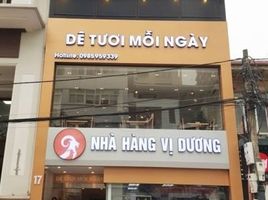 DÊ TƯƠI MỖI NGÀY
Hotline: 0985959339
NHÀ HÀNG VỊ DƯƠNG
17